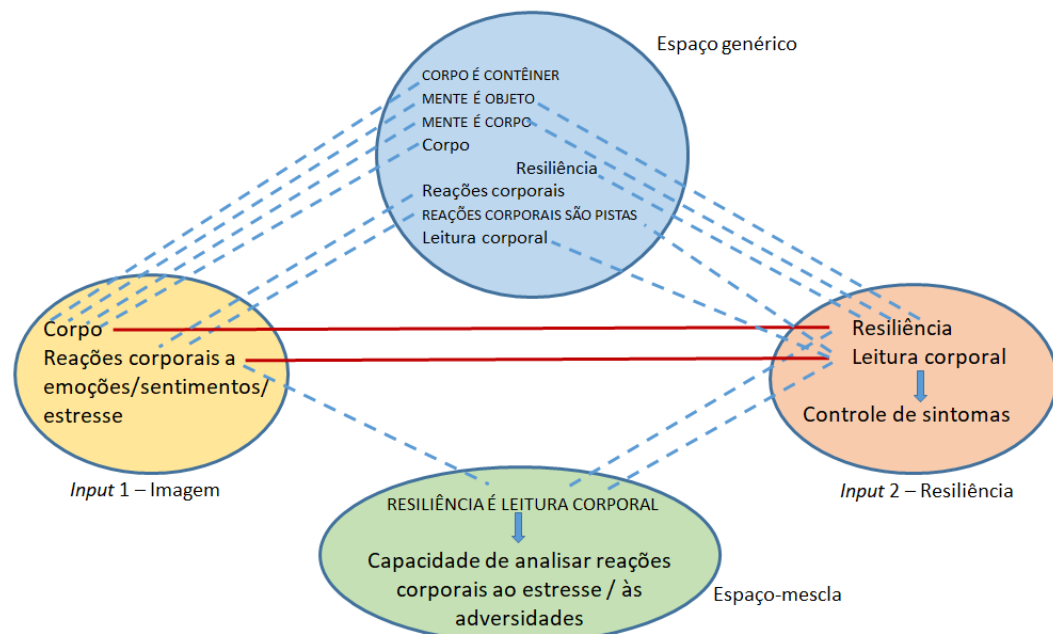 Espaço genérico
CORPO É CONTÊINER
MENTE É OBJETO
MENTE É CORPO
Corpo
Resiliência
Reações corporais
REAÇÕES CORPORAIS SÃO PISTAS
Leitura corporal
Corpo
Reações corporais a
emoções/sentimentos/
estresse
Input 1 – Imagem
Resiliência
Leitura corporal
Controle de sintomas
Input 2 – Resiliência
RESILIÊNCIA É LEITURA CORPORAL
Capacidade de analisar reações
corporais ao estresse / às
adversidades
Espaço-mescla